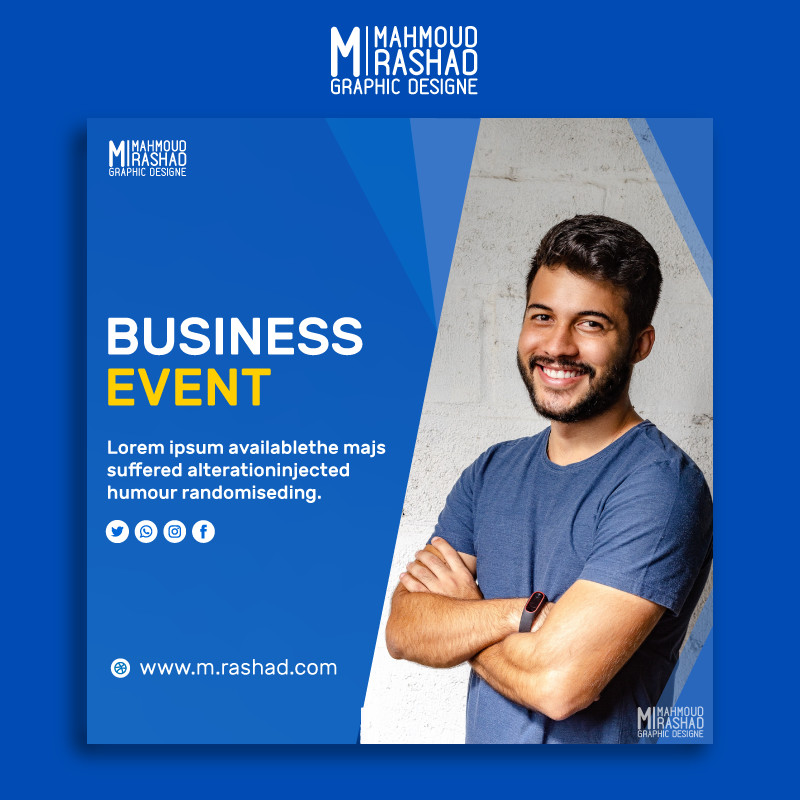 M MAHMOUD
RASHAD
GRAPHIC DESIGNE
M MAHMOUD
RASHAD
GRAPHIC DESIGNE
BUSINESS
EVENT
Lorem ipsum availablethe majs
suffered alterationinjected
humour randomiseding.
www.m.rashad.com
M MAHMOUD
RASHAD
GRAPHIC DESIGNE